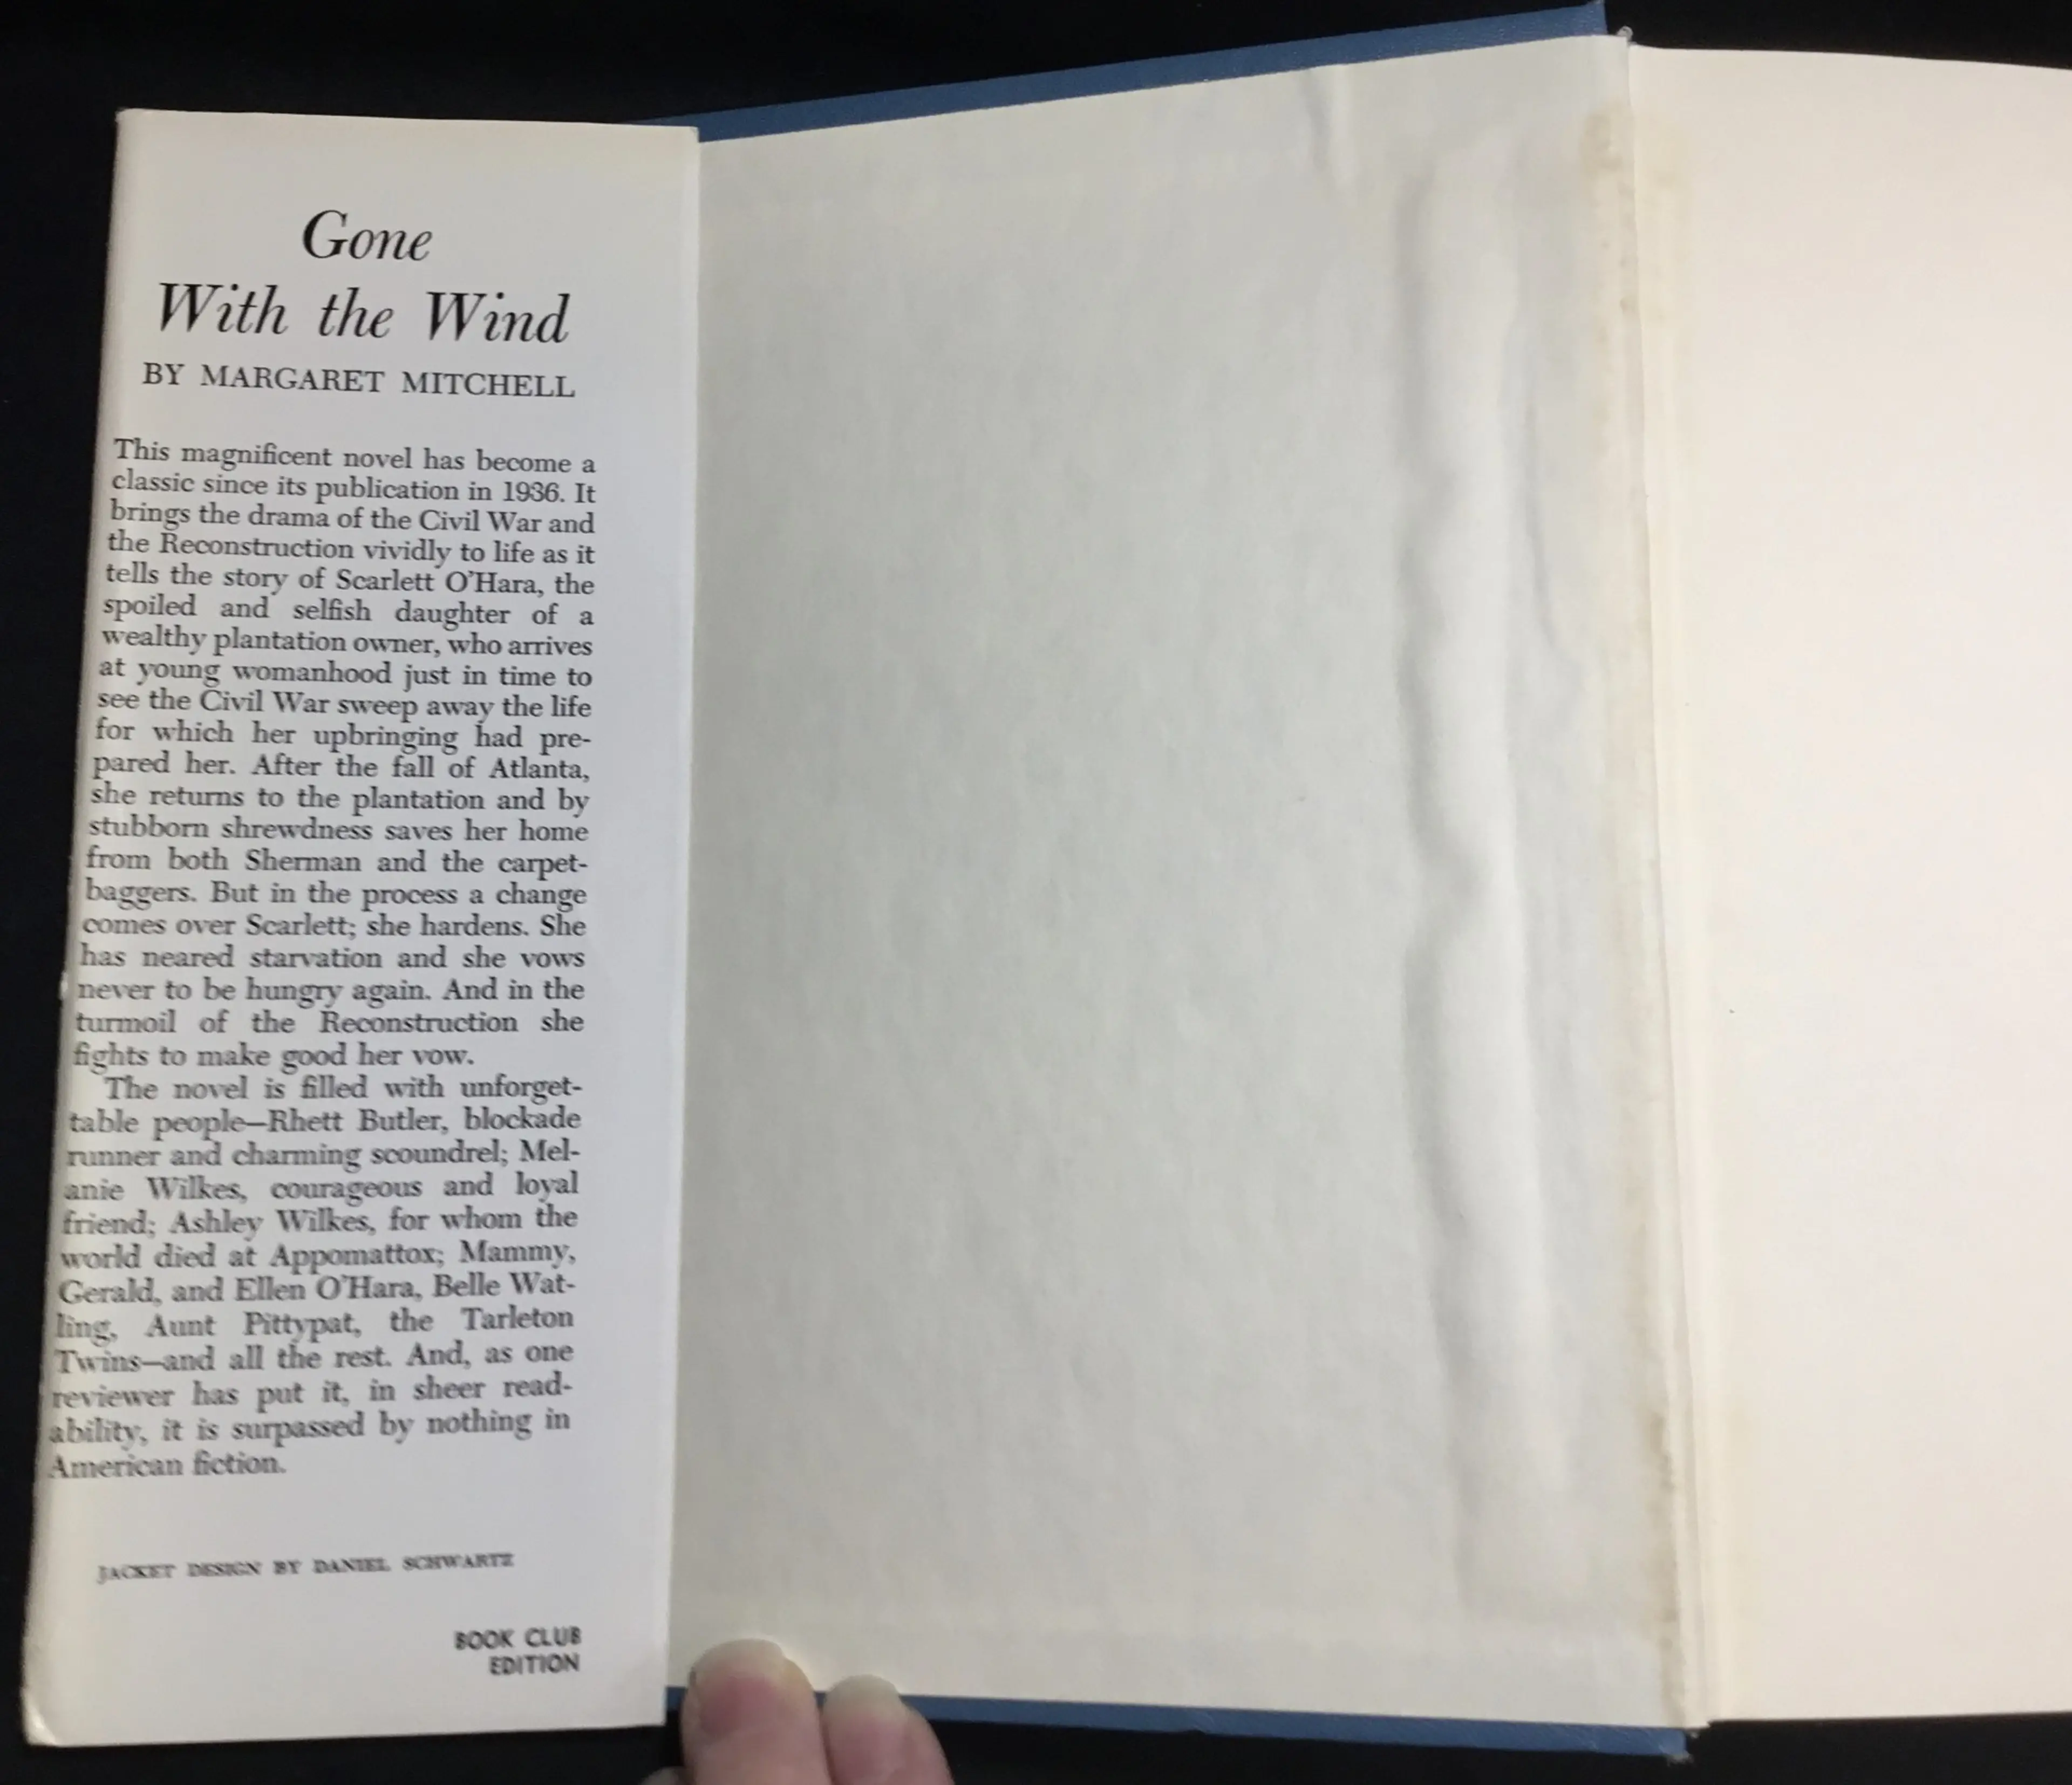 Gone
With the Wind
BY MARGARET MITCHELL
This magnificent novel has become a
classic since its publication in 1936. It
brings the drama of the Civil War and
the Reconstruction vividly to life as it
tells the story of Scarlett O'Hara, the
spoiled and selfish daughter of a
wealthy plantation owner, who arrives
at young womanhood just in time to
see the Civil War sweep away the life
for which her upbringing had pre-
pared her. After the fall of Atlanta,
she returns to the plantation and by
stubborn shrewdness saves her home
from both Sherman and the carpet-
baggers. But in the process a change
comes over Scarlett; she hardens. She
has neared starvation and she vows
never to be hungry again. And in the
turmoil of the Reconstruction she
fights to make good her vow.
The novel is filled with unforget-
table people—Rhett Butler, blockade
runner and charming scoundrel; Mel-
anie Wilkes, courageous and loyal
friend; Ashley Wilkes, for whom the
world died at Appomattox; Mammy,
Gerald, and Ellen O'Hara, Belle Wat-
ling, Aunt Pittypat, the Tarleton
Twins—and all the rest. And, as one
reviewer has put it, in sheer read-
ability, it is surpassed by nothing in
American fiction.
JACKET DESIGN BY DANIEL SCHWARTZ
BOOK CLUB
EDITION